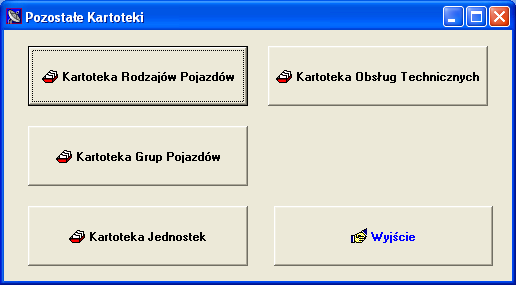 Pozostałe Kartoteki
Kartoteka Rodzajów Pojazdów
Kartoteka Obsług Technicznych
Kartoteka Grup Pojazdów
Kartoteka Jednostek
Wyjście